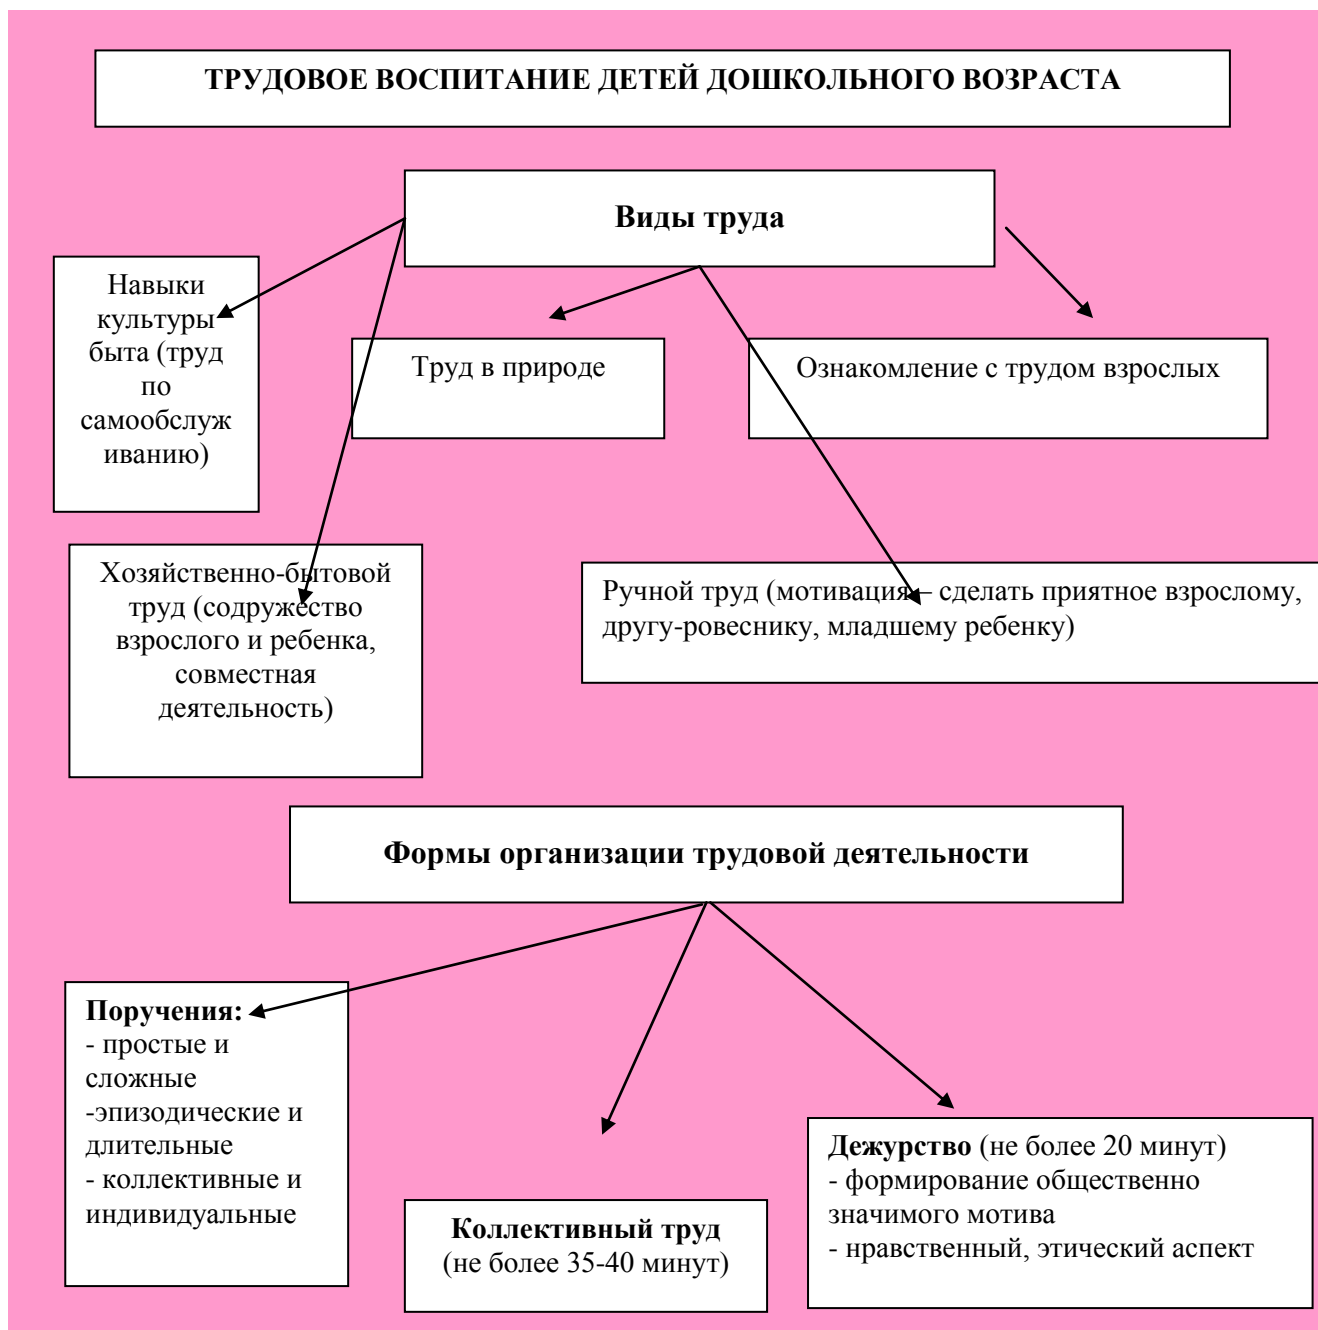 ТРУДОВОЕ ВОСПИТАНИЕ ДЕТЕЙ ДОШКОЛЬНОГО ВОЗРАСТА
Виды труда
Навыки
культуры
быта (труд
по
самообслуж
иванию)
Труд в природе
Ознакомление с трудом взрослых
Хозяйственно-бытовой
труд (содружество
взрослого и ребенка,
совместная
деятельность)
Ручной труд (мотивация – сделать приятное взрослому,
другу-ровеснику, младшему ребенку)
Формы организации трудовой деятельности
Поручения:
- простые и
сложные
-эпизодические и
длительные
- коллективные и
индивидуальные
Коллективный труд
(не более 35-40 минут)
Дежурство (не более 20 минут)
- формирование общественно
значимого мотива
- нравственный, этический аспект